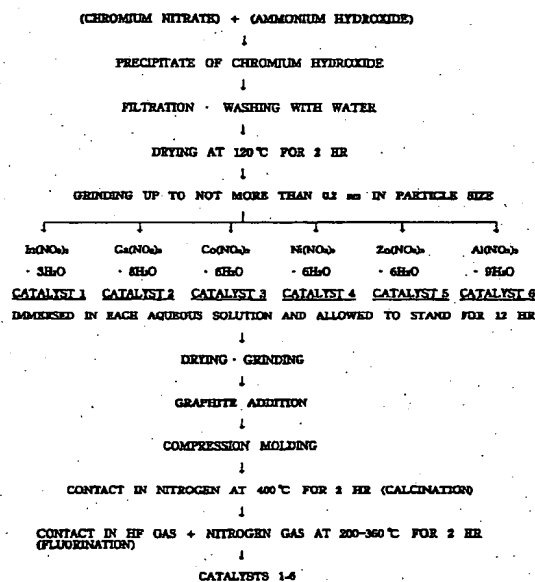 (CHROMIUM NITRATE) + (AMMONIUM HYDROXIDE)
PRECIPITATE OF CHROMIUM HYDROXIDE
FILTRATION · WASHING WITH WATER
DRYING AT 120℃ FOR 2 HR
GRINDING UP TO NOT MORE THAN 0.2 mm IN PARTICLE SIZE
In(NO₃)₃ Ga(NO₃)₃ Co(NO₃)₂ Ni(NO₃)₂ Zn(NO₃)₂ Al(NO₃)₃
· 3H₂O · 8H₂O · 6H₂O · 6H₂O · 6H₂O · 9H₂O
CATALYST 1 CATALYST 2 CATALYST 3 CATALYST 4 CATALYST 5 CATALYST 6
IMMERSED IN EACH AQUEOUS SOLUTION AND ALLOWED TO STAND FOR 12 HR
DRYING · GRINDING
GRAPHITE ADDITION
COMPRESSION MOLDING
CONTACT IN NITROGEN AT 400℃ FOR 2 HR (CALCINATION)
CONTACT IN HF GAS + NITROGEN GAS AT 200-360℃ FOR 2 HR
(FLUORINATION)
CATALYSTS 1-6